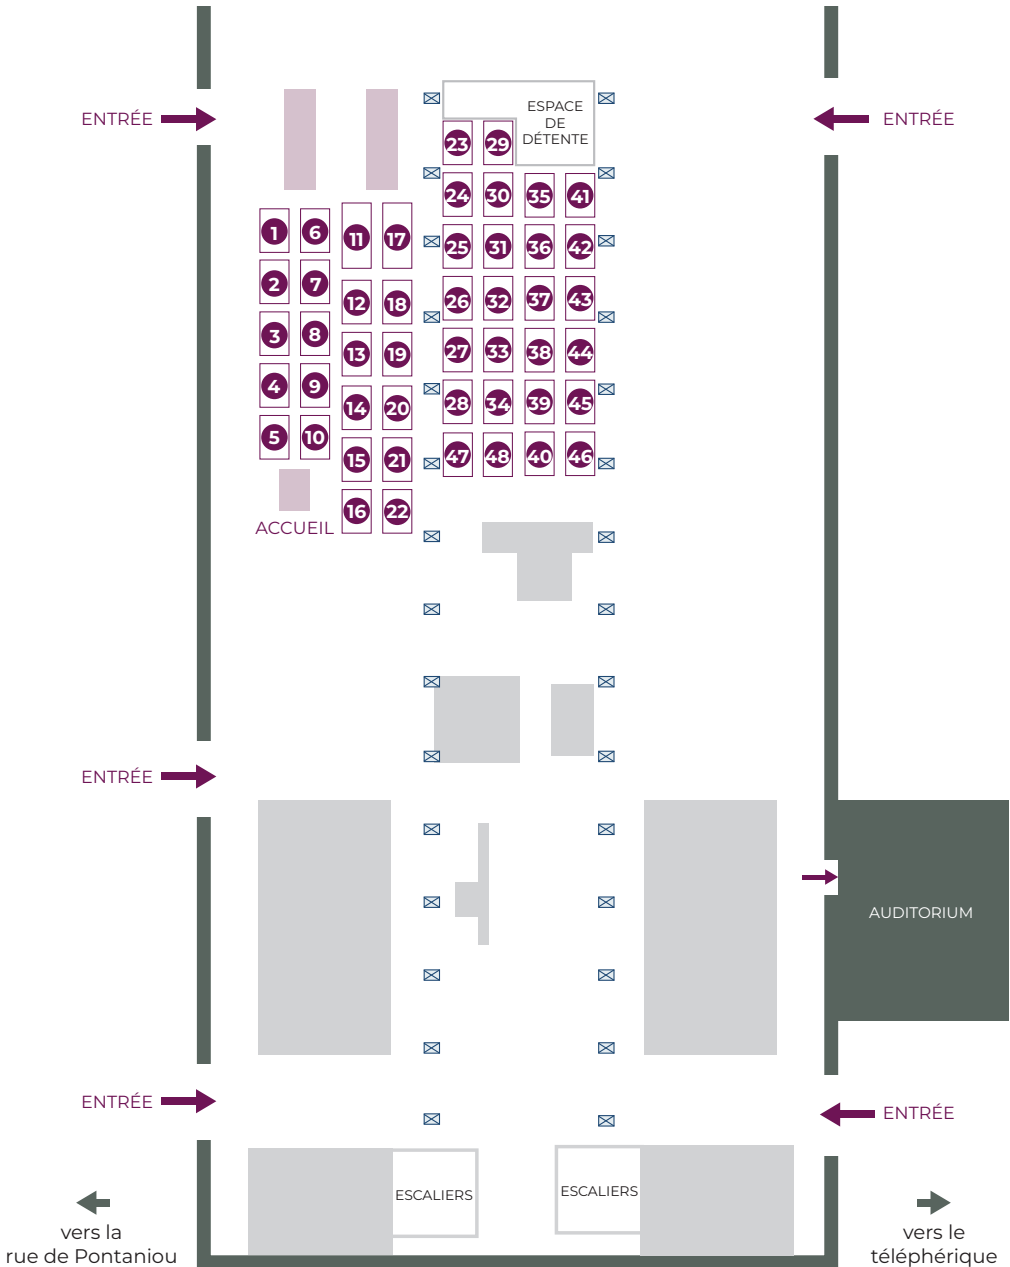 ENTRÉE
ENTRÉE
ESPACE
DE
DÉTENTE
23 29
24 30 35 41
1 6 11 17
25 31 36 42
2 7 12 18
26 32 37 43
3 8 13 19
27 33 38 44
4 9 14 20
28 34 39 45
5 10 15 21
47 48 40 46
16 22
ACCUEIL
ENTRÉE
AUDITORIUM
ENTRÉE
ENTRÉE
ESCALIERS
ESCALIERS
vers la
rue de Pontaniou
vers le
téléphérique